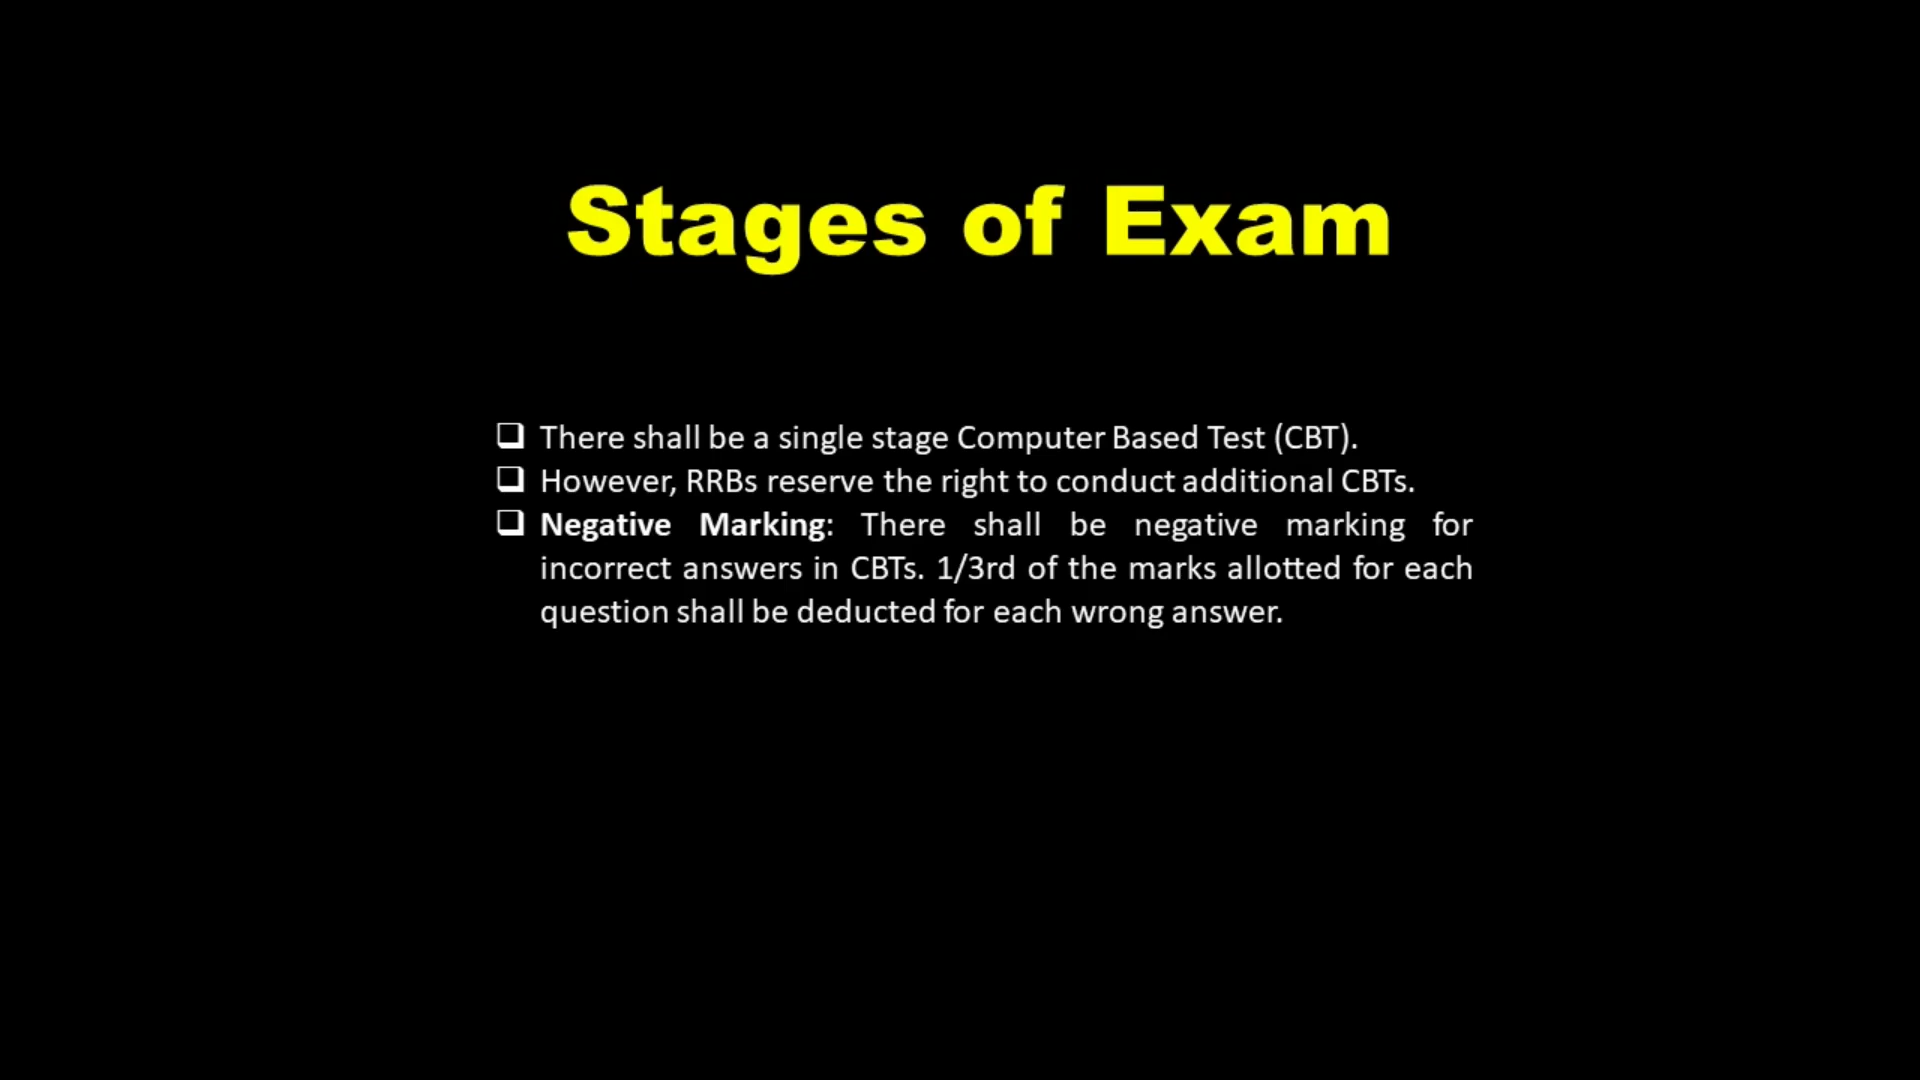 Stages of Exam
❑ There shall be a single stage Computer Based Test (CBT).
❑ However, RRBs reserve the right to conduct additional CBTs.
❑ Negative Marking: There shall be negative marking for
incorrect answers in CBTs. 1/3rd of the marks allotted for each
question shall be deducted for each wrong answer.